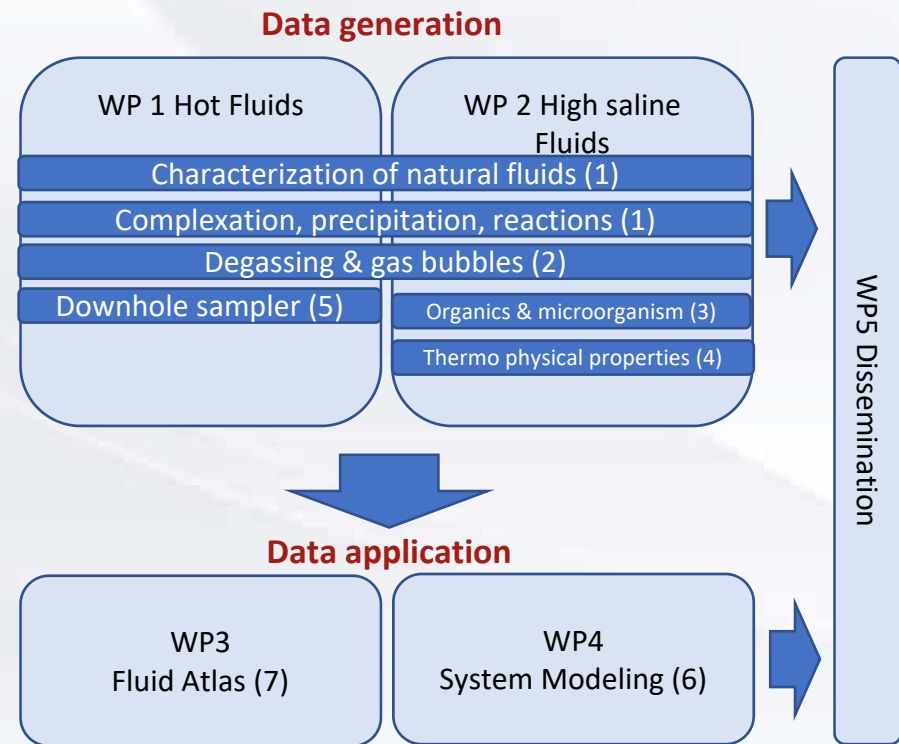 Data generation
WP 1 Hot Fluids
WP 2 High saline
Fluids
Characterization of natural fluids (1)
Complexation, precipitation, reactions (1)
Degassing & gas bubbles (2)
Downhole sampler (5)
Organics & microorganism (3)
Thermo physical properties (4)
WP5 Dissemination
Data application
WP3
Fluid Atlas (7)
WP4
System Modeling (6)